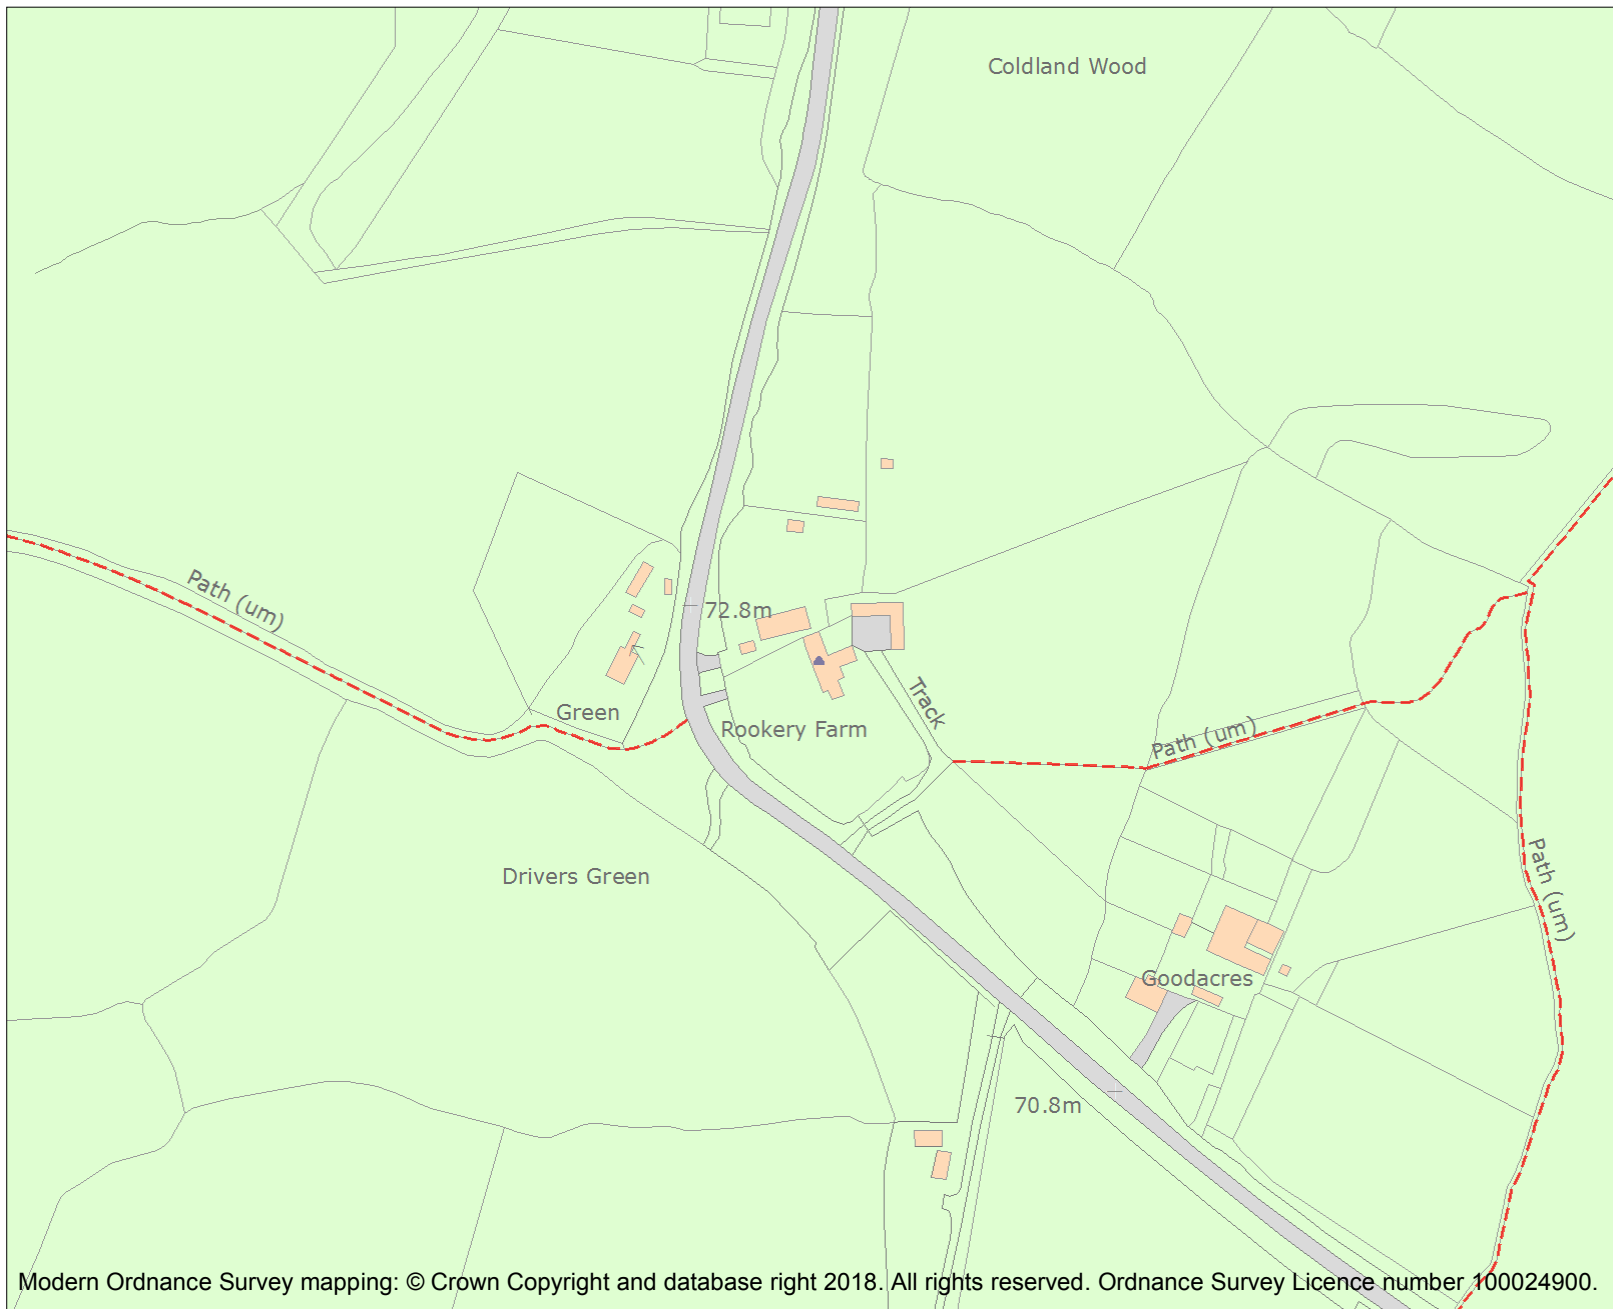 Coldland Wood
Path (um)
72.8m
Track
Green
Rookery Farm
Path (um)
Drivers Green
Path (um)
Goodacres
70.8m
Modern Ordnance Survey mapping: © Crown Copyright and database right 2018. All rights reserved. Ordnance Survey Licence number 100024900.